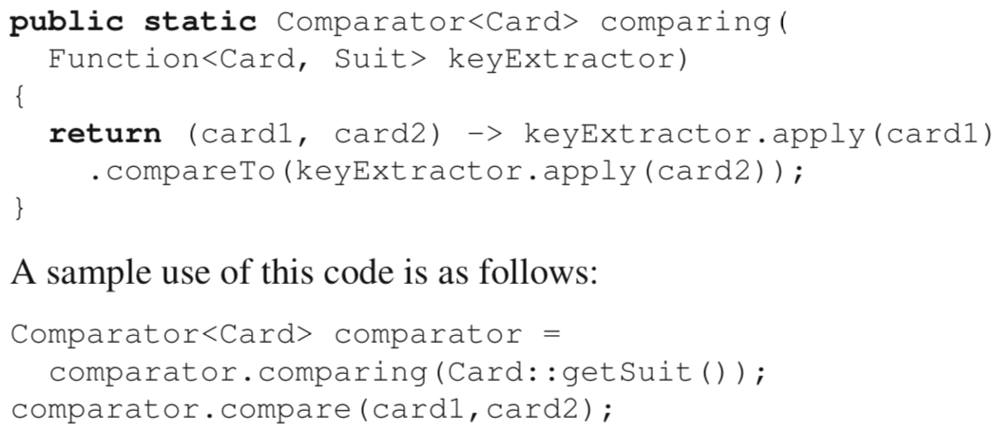 public static Comparator<Card> comparing(
Function<Card, Suit> keyExtractor)
{
return (card1, card2) -> keyExtractor.apply(card1)
.compareTo(keyExtractor.apply(card2));
}
A sample use of this code is as follows:
Comparator<Card> comparator =
comparator.comparing(Card::getSuit());
comparator.compare(card1,card2);